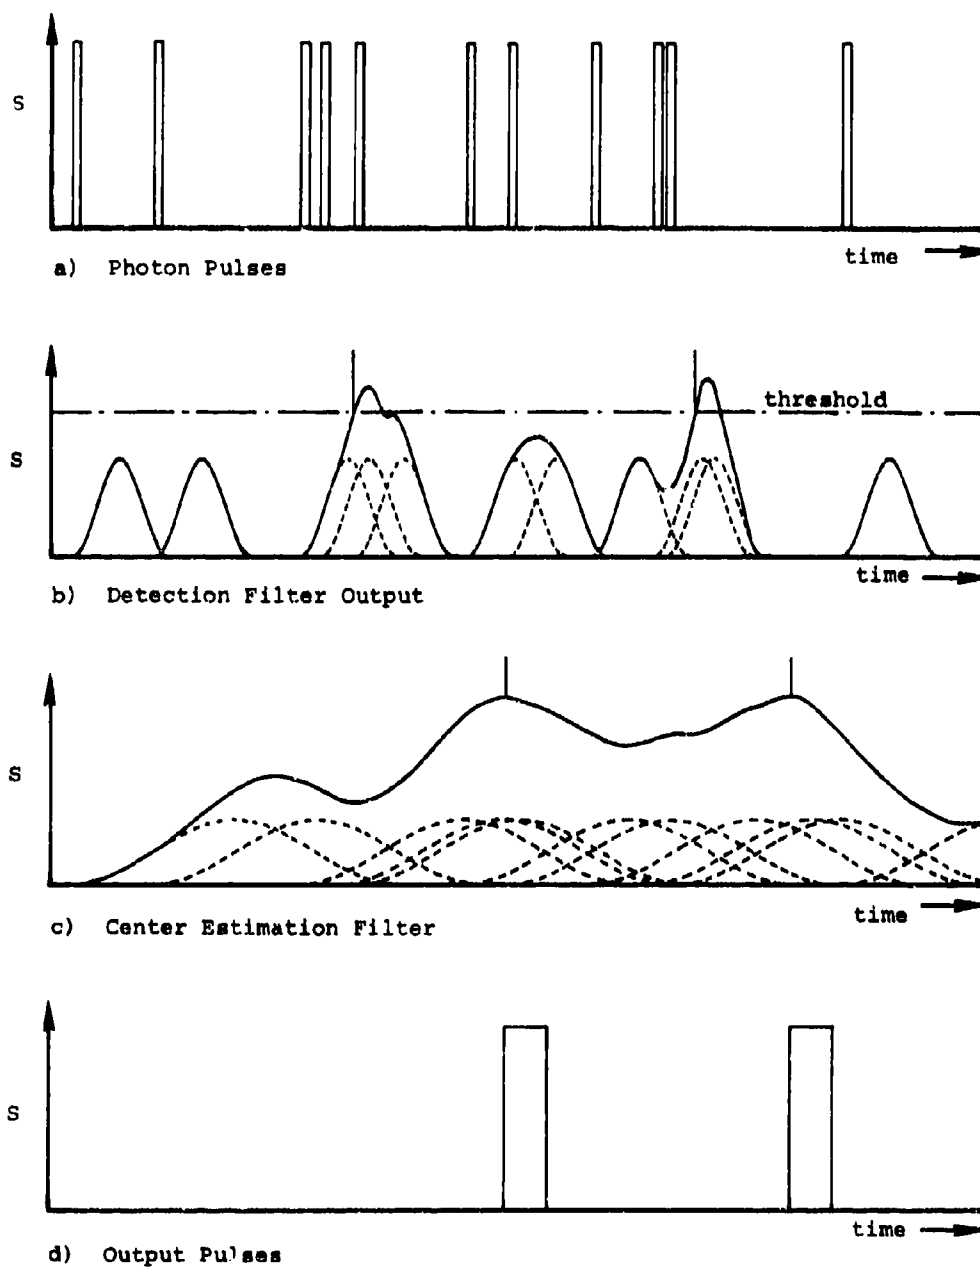 S
time
a) Photon Pulses
threshold
S
time
b) Detection Filter Output
S
time
c) Center Estimation Filter
S
time
d) Output Pulses